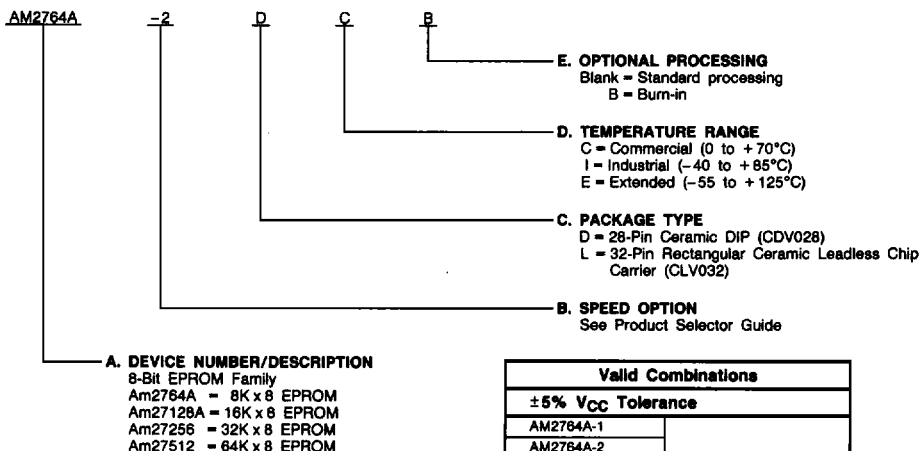 AM2764A -2 D C B
E. OPTIONAL PROCESSING
Blank = Standard processing
B = Burn-in
D. TEMPERATURE RANGE
C = Commercial (0 to +70°C)
I = Industrial (-40 to +85°C)
E = Extended (-55 to +125°C)
C. PACKAGE TYPE
D = 28-Pin Ceramic DIP (CDV028)
L = 32-Pin Rectangular Ceramic Leadless Chip
Carrier (CLV032)
B. SPEED OPTION
See Product Selector Guide
A. DEVICE NUMBER/DESCRIPTION
8-Bit EPROM Family
Am2764A = 8K x 8 EPROM
Am27128A = 16K x 8 EPROM
Am27256 = 32K x 8 EPROM
Am27512 = 64K x 8 EPROM
Valid Combinations
±5% VCC Tolerance
AM2764A-1
AM2764A-2